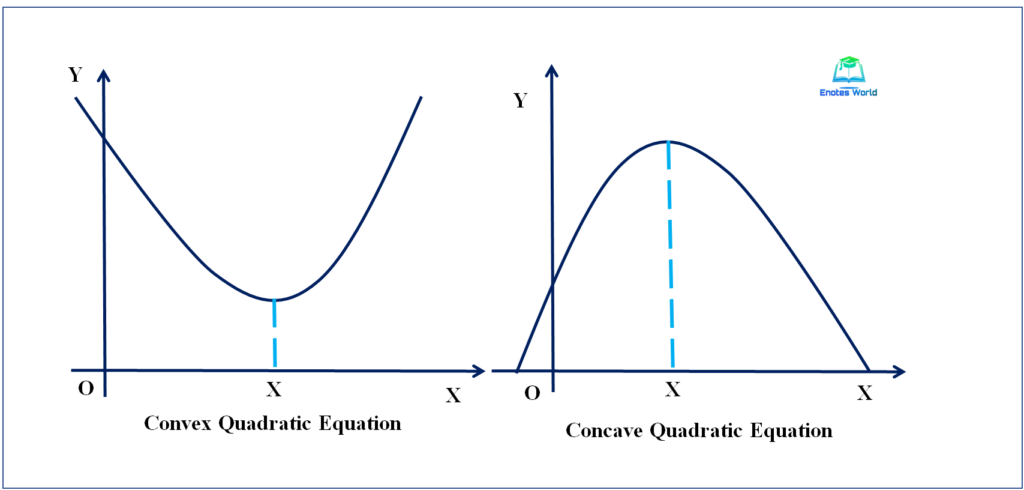 Y
O
X
X
Convex Quadratic Equation
Enotes World
Y
O
X
X
Concave Quadratic Equation